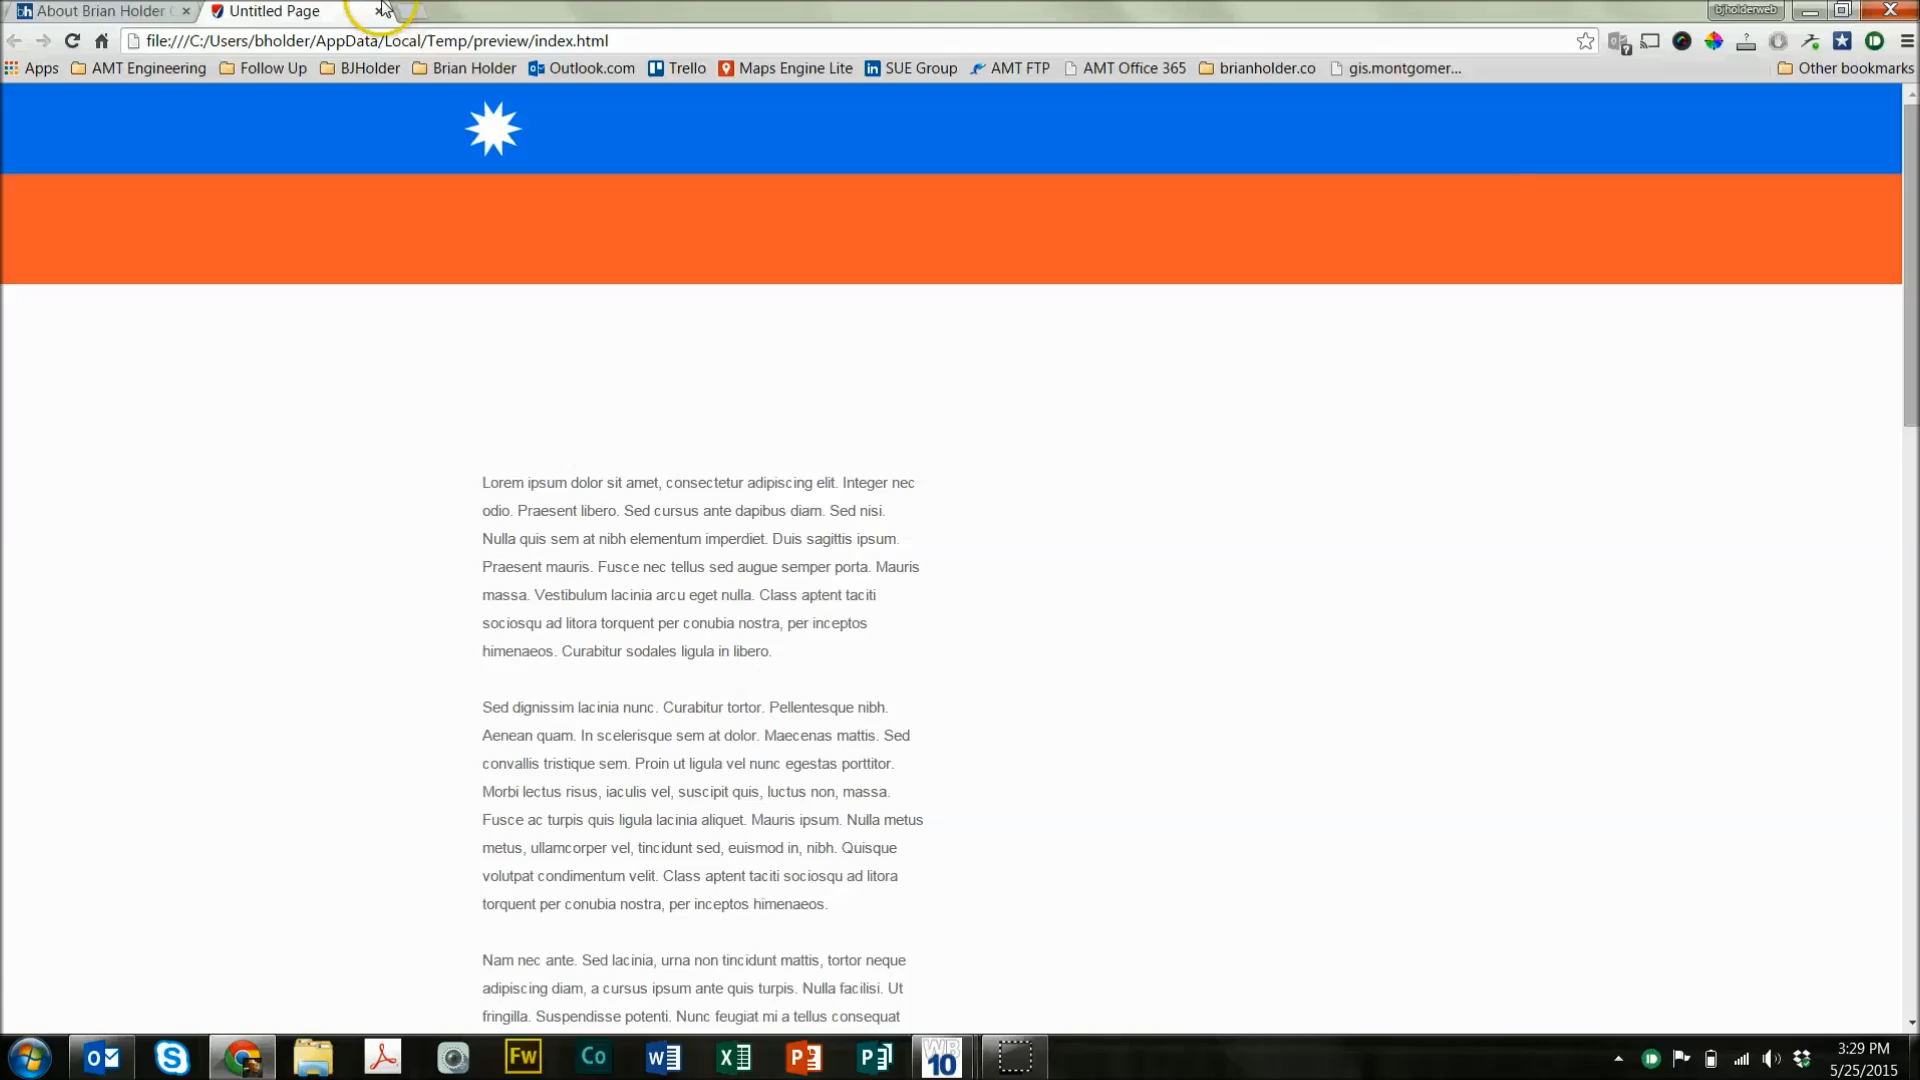 About Brian Holder
Untitled Page
bjholderweb
file:///C:/Users/bholder/AppData/Local/Temp/preview/index.html
Apps AMT Engineering Follow Up BJHolder Brian Holder Outlook.com Trello Maps Engine Lite SUE Group AMT FTP AMT Office 365 brianholder.co gis.montgomer... Other bookmarks
Lorem ipsum dolor sit amet, consectetur adipiscing elit. Integer nec
odio. Praesent libero. Sed cursus ante dapibus diam. Sed nisi.
Nulla quis sem at nibh elementum imperdiet. Duis sagittis ipsum.
Praesent mauris. Fusce nec tellus sed augue semper porta. Mauris
massa. Vestibulum lacinia arcu eget nulla. Class aptent taciti
sociosqu ad litora torquent per conubia nostra, per inceptos
himenaeos. Curabitur sodales ligula in libero.
Sed dignissim lacinia nunc. Curabitur tortor. Pellentesque nibh.
Aenean quam. In scelerisque sem at dolor. Maecenas mattis. Sed
convallis tristique sem. Proin ut ligula vel nunc egestas porttitor.
Morbi lectus risus, iaculis vel, suscipit quis, luctus non, massa.
Fusce ac turpis quis ligula lacinia aliquet. Mauris ipsum. Nulla metus
metus, ullamcorper vel, tincidunt sed, euismod in, nibh. Quisque
volutpat condimentum velit. Class aptent taciti sociosqu ad litora
torquent per conubia nostra, per inceptos himenaeos.
Nam nec ante. Sed lacinia, urna non tincidunt mattis, tortor neque
adipiscing diam, a cursus ipsum ante quis turpis. Nulla facilisi. Ut
fringilla. Suspendisse potenti. Nunc feugiat mi a tellus consequat
Fw Co WB
10
3:29 PM
5/25/2015